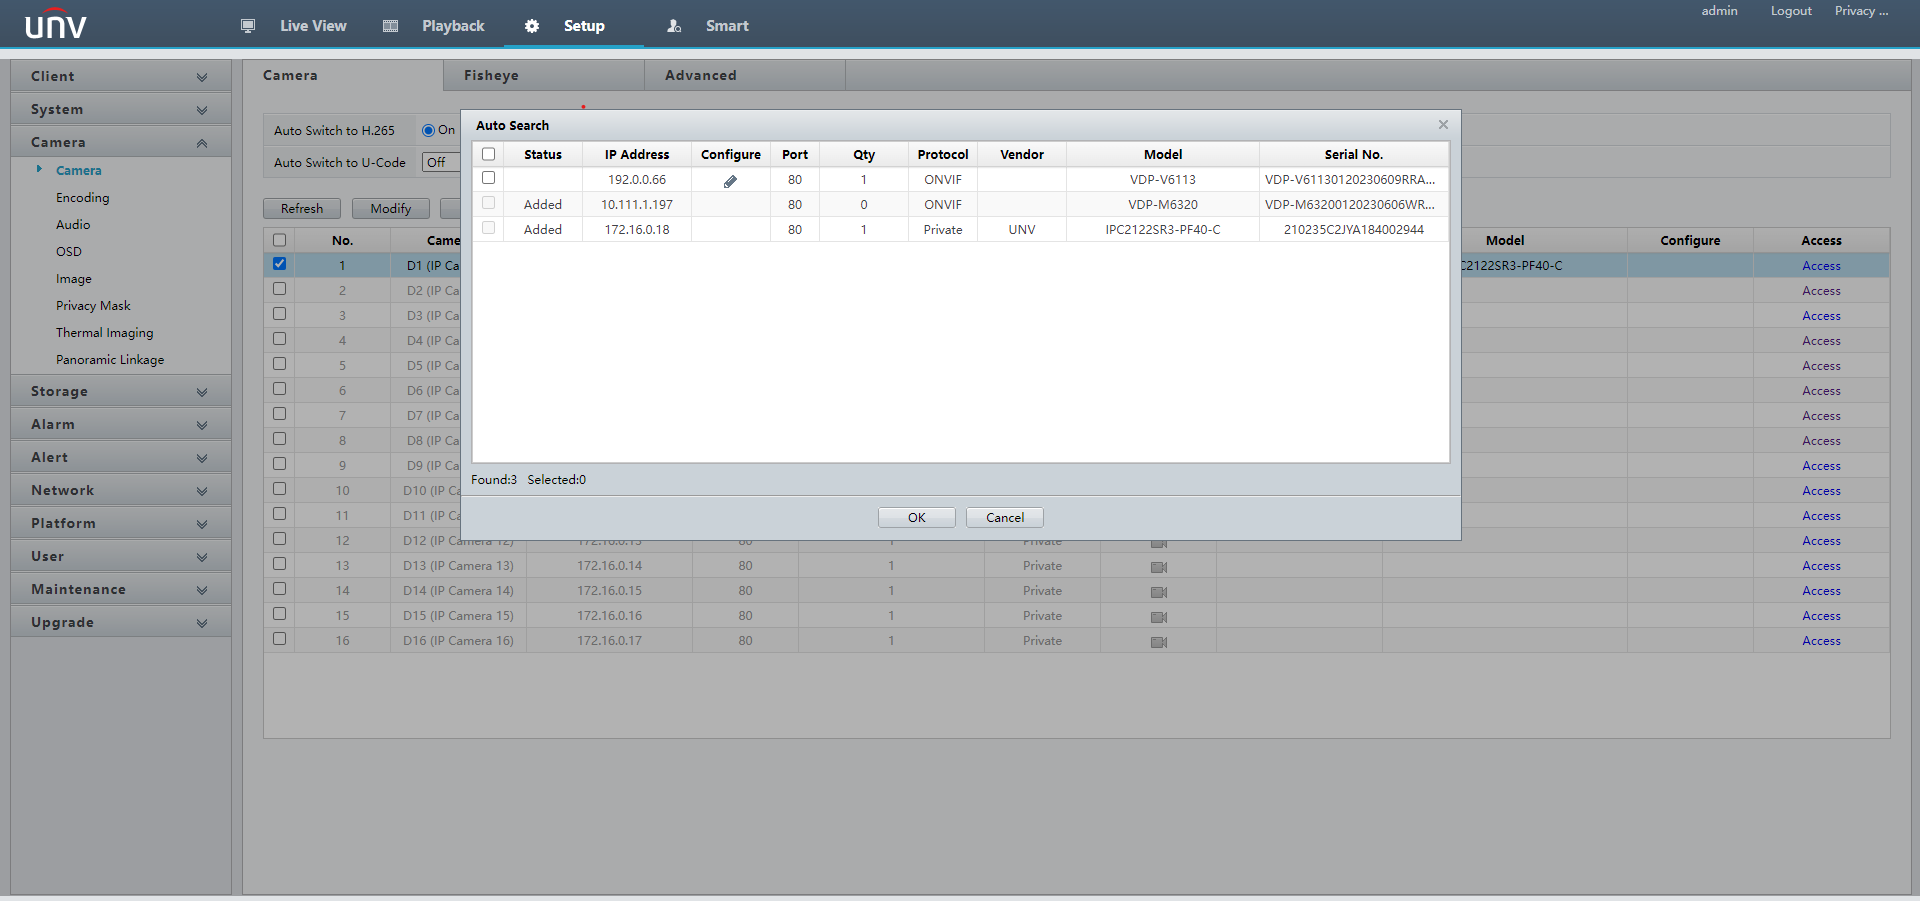 unv Live View Playback Setup Smart admin Logout Privacy ...
Client
System
Camera
Camera
Encoding
Audio
OSD
Image
Privacy Mask
Thermal Imaging
Panoramic Linkage
Storage
Alarm
Alert
Network
Platform
User
Maintenance
Upgrade
Camera Fisheye Advanced
Auto Switch to H.265 On
Auto Switch to U-Code Off
Refresh Modify
No. Came Model Configure Access
1 D1 (IP Ca C2122SR3-PF40-C Access
2 D2 (IP Ca Access
3 D3 (IP Ca Access
4 D4 (IP Ca Access
5 D5 (IP Ca Access
6 D6 (IP Ca Access
7 D7 (IP Ca Access
8 D8 (IP Ca Access
9 D9 (IP Ca Access
10 D10 (IP Ca Access
11 D11 (IP Ca Access
12 D12 (IP Camera 12) 172.16.0.13 80 1 Private Access
13 D13 (IP Camera 13) 172.16.0.14 80 1 Private Access
14 D14 (IP Camera 14) 172.16.0.15 80 1 Private Access
15 D15 (IP Camera 15) 172.16.0.16 80 1 Private Access
16 D16 (IP Camera 16) 172.16.0.17 80 1 Private Access
Auto Search
Status IP Address Configure Port Qty Protocol Vendor Model Serial No.
192.0.0.66 80 1 ONVIF VDP-V6113 VDP-V61130120230609RRA...
Added 10.111.1.197 80 0 ONVIF VDP-M6320 VDP-M63200120230606WR...
Added 172.16.0.18 80 1 Private UNV IPC2122SR3-PF40-C 210235C2JYA184002944
Found:3 Selected:0
OK Cancel